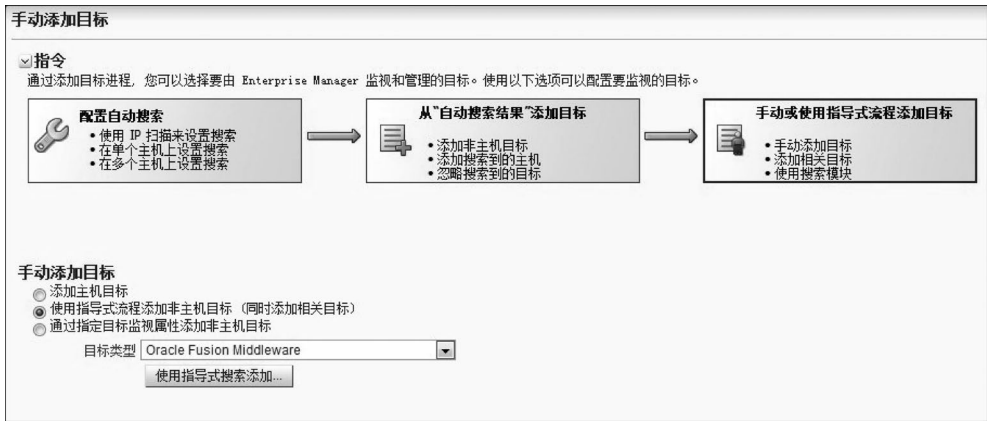 手动添加目标
指令
通过添加目标进程, 您可以选择要由 Enterprise Manager 监视和管理的目标。使用以下选项可以配置要监视的目标。
配置自动搜索
• 使用 IP 扫描来设置搜索
• 在单个主机上设置搜索
• 在多个主机上设置搜索
从"自动搜索结果"添加目标
• 添加非主机目标
• 添加搜索到的主机
• 忽略搜索到的目标
手动或使用指导式流程添加目标
• 手动添加目标
• 添加相关目标
• 使用搜索模块
手动添加目标
添加主机目标
使用指导式流程添加非主机目标 (同时添加相关目标)
通过指定目标监视属性添加非主机目标
目标类型 Oracle Fusion Middleware
使用指导式搜索添加...